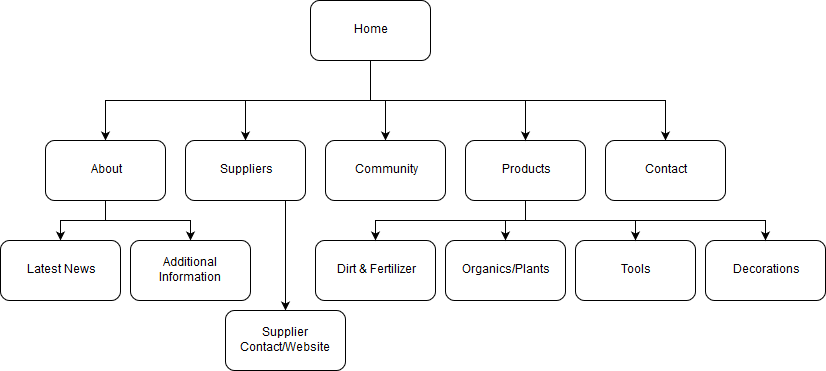 Home
About
Suppliers
Community
Products
Contact
Latest News
Additional
Information
Dirt & Fertilizer
Organics/Plants
Tools
Decorations
Supplier
Contact/Website